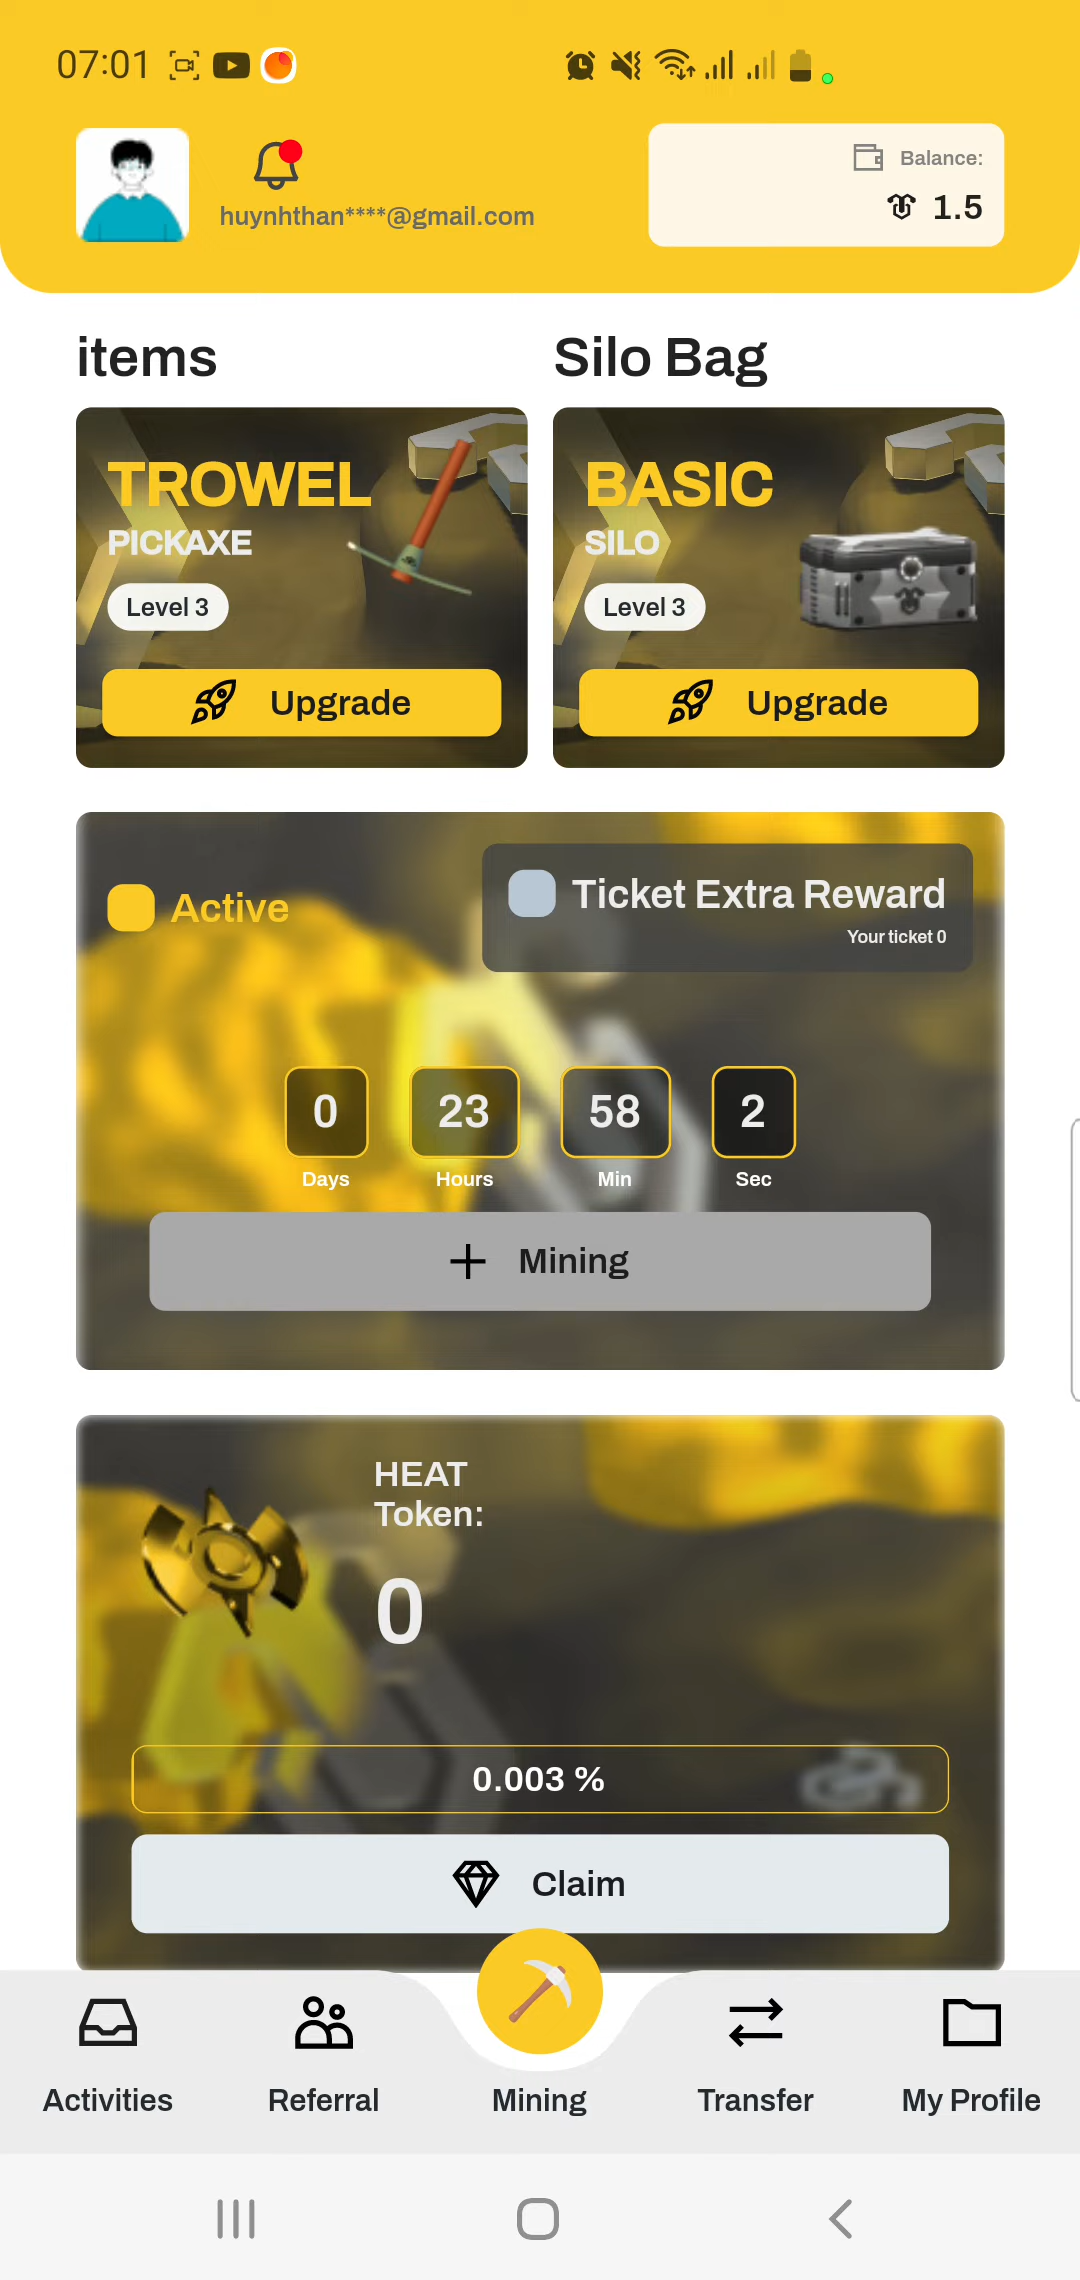 07:01
huynhthan****@gmail.com
Balance:
1.5
items
Silo Bag
TROWEL
PICKAXE
Level 3
Upgrade
BASIC
SILO
Level 3
Upgrade
Active
Ticket Extra Reward
Your ticket 0
0 23 58 2
Days Hours Min Sec
Mining
HEAT
Token:
0
0.003 %
Claim
Activities Referral Mining Transfer My Profile